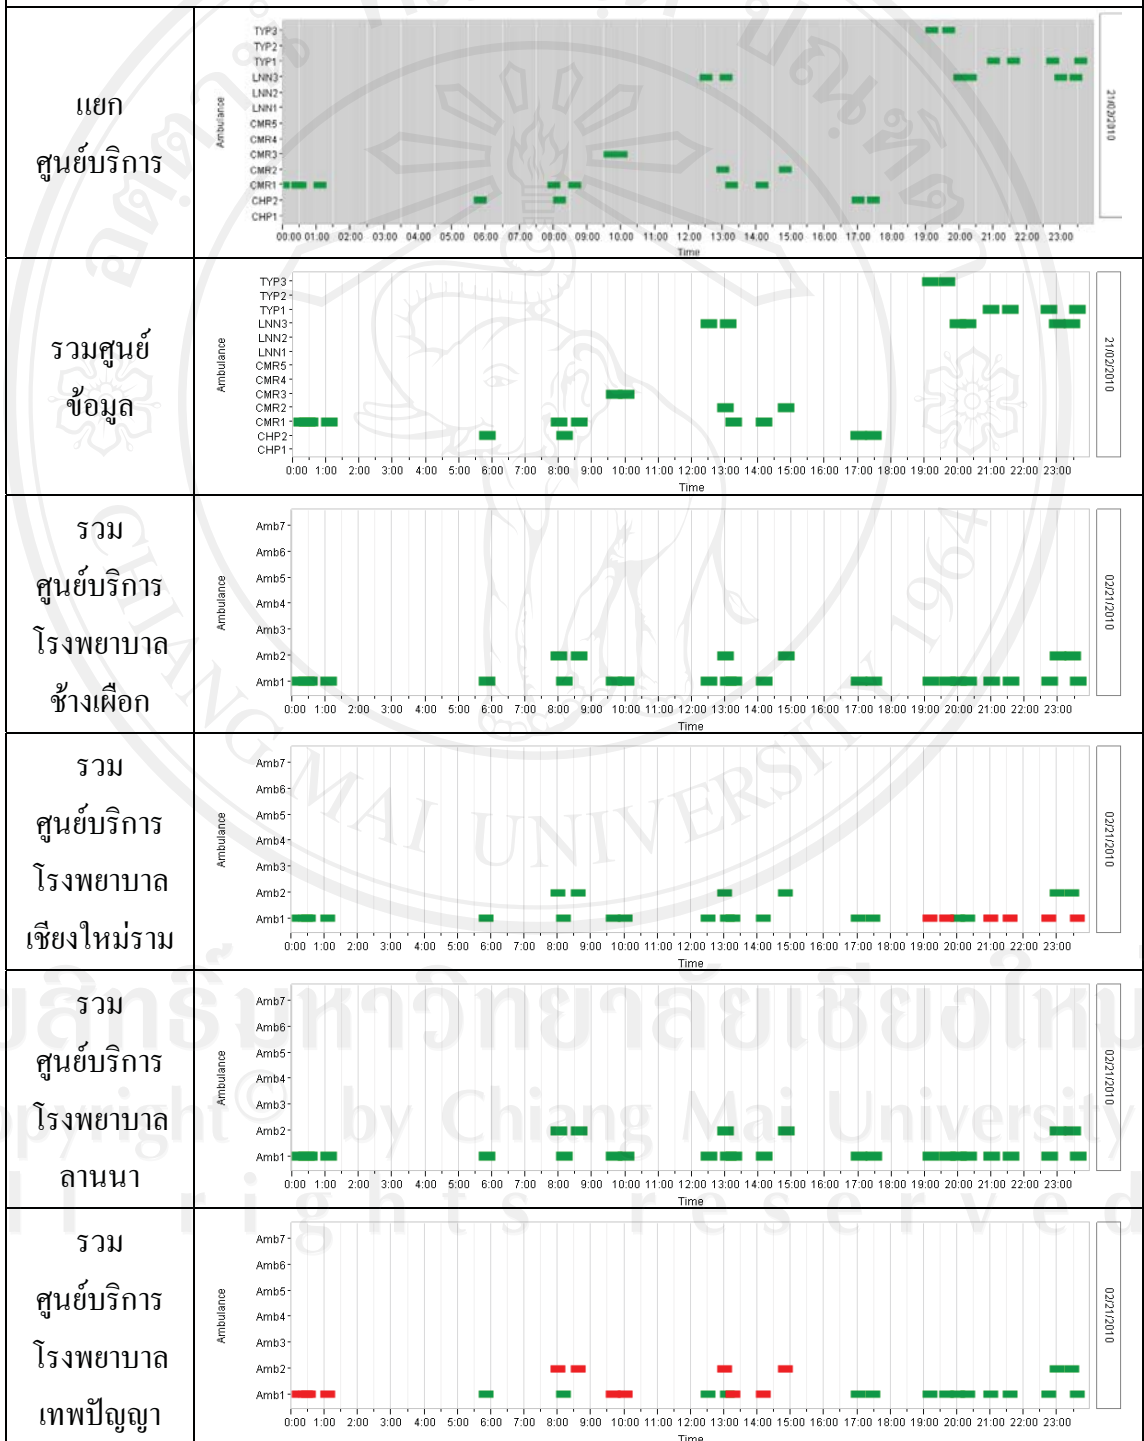 แยก
ศูนย์บริการ
Ambulance
TYP3
TYP2
TYP1
LNN3
LNN2
LNN1
CMR5
CMR4
CMR3
CMR2
CMR1
CHP2
CHP1
00:00 01:00 02:00 03:00 04:00 05:00 06:00 07:00 08:00 09:00 10:00 11:00 12:00 13:00 14:00 15:00 16:00 17:00 18:00 19:00 20:00 21:00 22:00 23:00
Time
21/02/2010
รวมศูนย์
ข้อมูล
Ambulance
TYP3
TYP2
TYP1
LNN3
LNN2
LNN1
CMR5
CMR4
CMR3
CMR2
CMR1
CHP2
CHP1
0:00 1:00 2:00 3:00 4:00 5:00 6:00 7:00 8:00 9:00 10:00 11:00 12:00 13:00 14:00 15:00 16:00 17:00 18:00 19:00 20:00 21:00 22:00 23:00
Time
21/02/2010
รวม
ศูนย์บริการ
โรงพยาบาล
ช้างเผือก
Ambulance
Amb7
Amb6
Amb5
Amb4
Amb3
Amb2
Amb1
0:00 1:00 2:00 3:00 4:00 5:00 6:00 7:00 8:00 9:00 10:00 11:00 12:00 13:00 14:00 15:00 16:00 17:00 18:00 19:00 20:00 21:00 22:00 23:00
Time
02/21/2010
รวม
ศูนย์บริการ
โรงพยาบาล
เชียงใหม่ราม
Ambulance
Amb7
Amb6
Amb5
Amb4
Amb3
Amb2
Amb1
0:00 1:00 2:00 3:00 4:00 5:00 6:00 7:00 8:00 9:00 10:00 11:00 12:00 13:00 14:00 15:00 16:00 17:00 18:00 19:00 20:00 21:00 22:00 23:00
Time
02/21/2010
รวม
ศูนย์บริการ
โรงพยาบาล
ลานนา
Ambulance
Amb7
Amb6
Amb5
Amb4
Amb3
Amb2
Amb1
0:00 1:00 2:00 3:00 4:00 5:00 6:00 7:00 8:00 9:00 10:00 11:00 12:00 13:00 14:00 15:00 16:00 17:00 18:00 19:00 20:00 21:00 22:00 23:00
Time
02/21/2010
รวม
ศูนย์บริการ
โรงพยาบาล
เทพปัญญา
Ambulance
Amb7
Amb6
Amb5
Amb4
Amb3
Amb2
Amb1
0:00 1:00 2:00 3:00 4:00 5:00 6:00 7:00 8:00 9:00 10:00 11:00 12:00 13:00 14:00 15:00 16:00 17:00 18:00 19:00 20:00 21:00 22:00 23:00
Time
02/21/2010
CHIANG MAI UNIVERSITY 1964
มหาวิทยาลัยเชียงใหม่
by Chiang Mai University
rights reserved